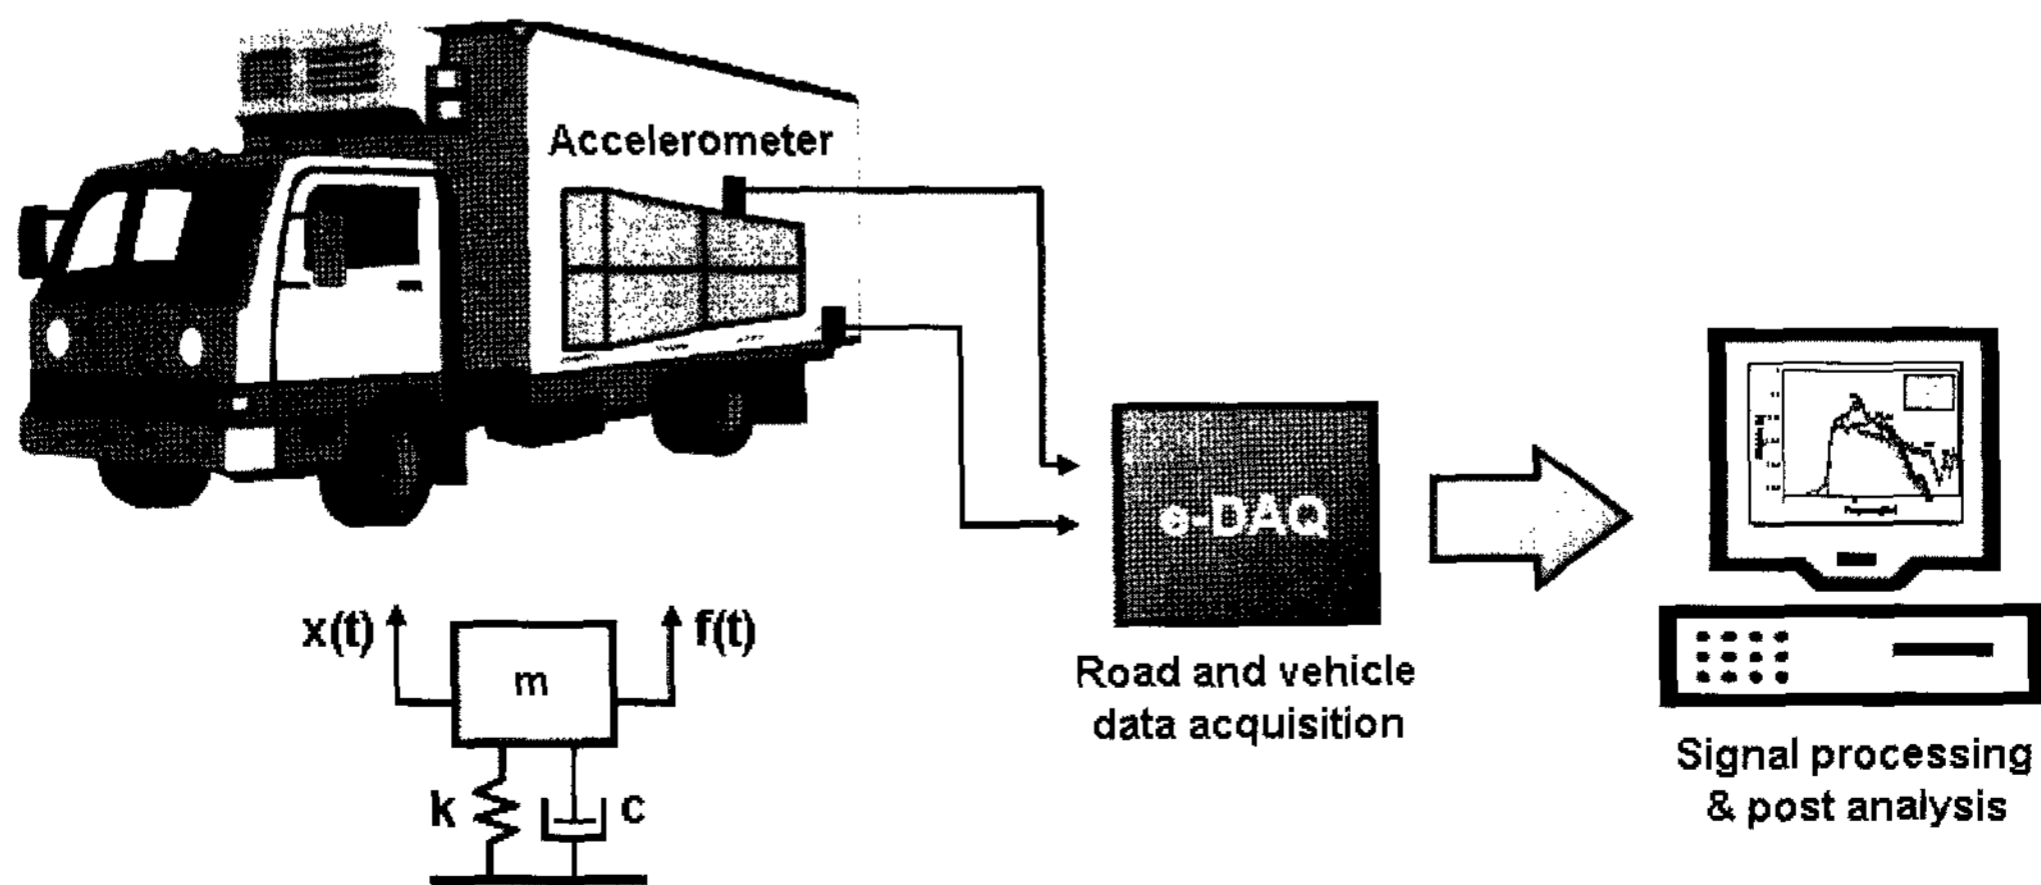 Accelerometer
e-DAQ
x(t)
f(t)
m
k
c
Road and vehicle
data acquisition
Signal processing
& post analysis